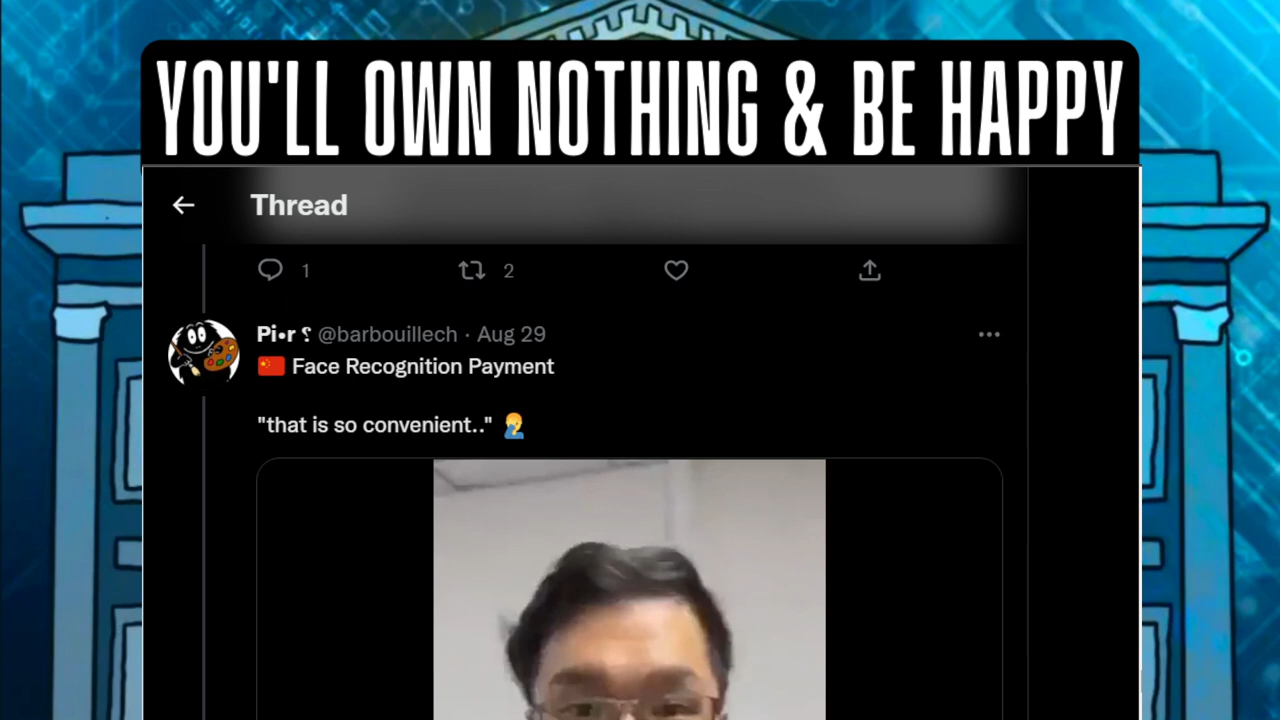 YOU'LL OWN NOTHING & BE HAPPY
Thread
1 2
Pi•r ⸮ @barbouillech · Aug 29
🇨🇳 Face Recognition Payment
"that is so convenient.." 🤦‍♂️